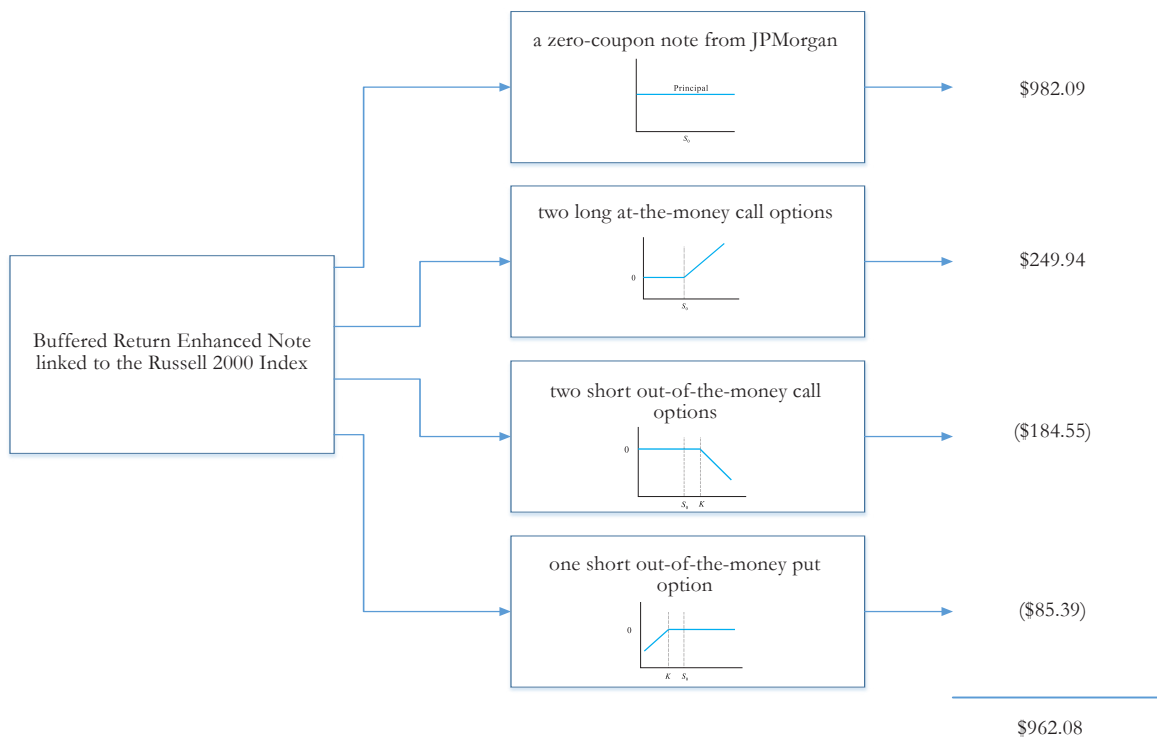 a zero-coupon note from JPMorgan
Principal
S₀
$982.09
two long at-the-money call options
0
S₀
$249.94
Buffered Return Enhanced Note
linked to the Russell 2000 Index
two short out-of-the-money call
options
0
S₀ K
($184.55)
one short out-of-the-money put
option
0
K S₀
($85.39)
$962.08